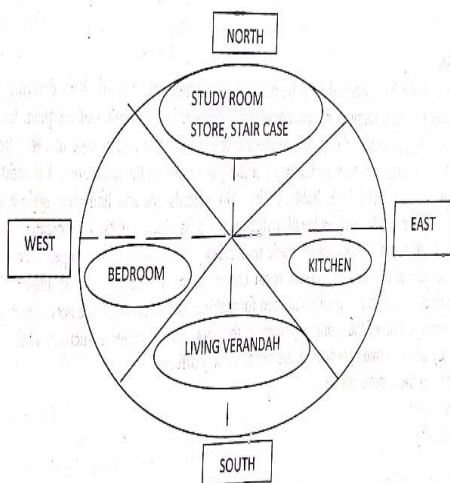 NORTH
STUDY ROOM
STORE, STAIR CASE
WEST
EAST
BEDROOM
KITCHEN
LIVING VERANDAH
SOUTH